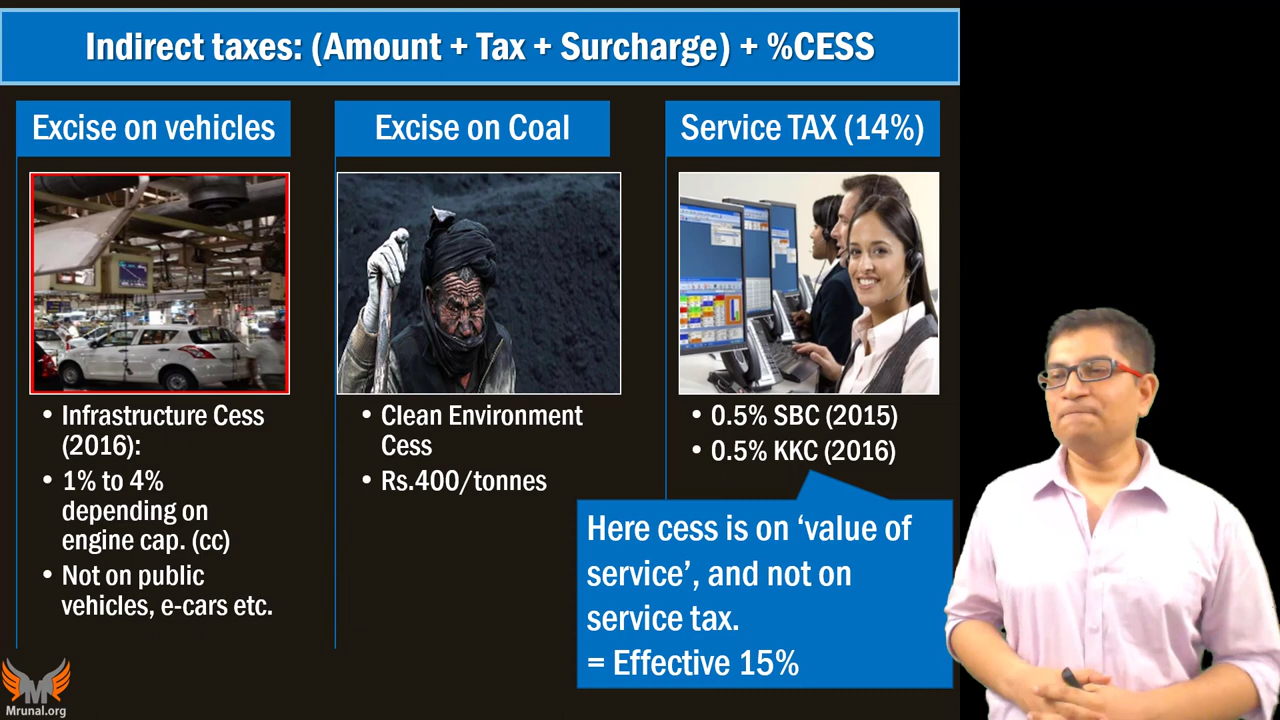 Indirect taxes: (Amount + Tax + Surcharge) + %CESS
Excise on vehicles
• Infrastructure Cess
(2016):
• 1% to 4%
depending on
engine cap. (cc)
• Not on public
vehicles, e-cars etc.
Excise on Coal
• Clean Environment
Cess
• Rs.400/tonnes
Service TAX (14%)
• 0.5% SBC (2015)
• 0.5% KKC (2016)
Here cess is on ‘value of
service’, and not on
service tax.
= Effective 15%
M
Mrunal.org